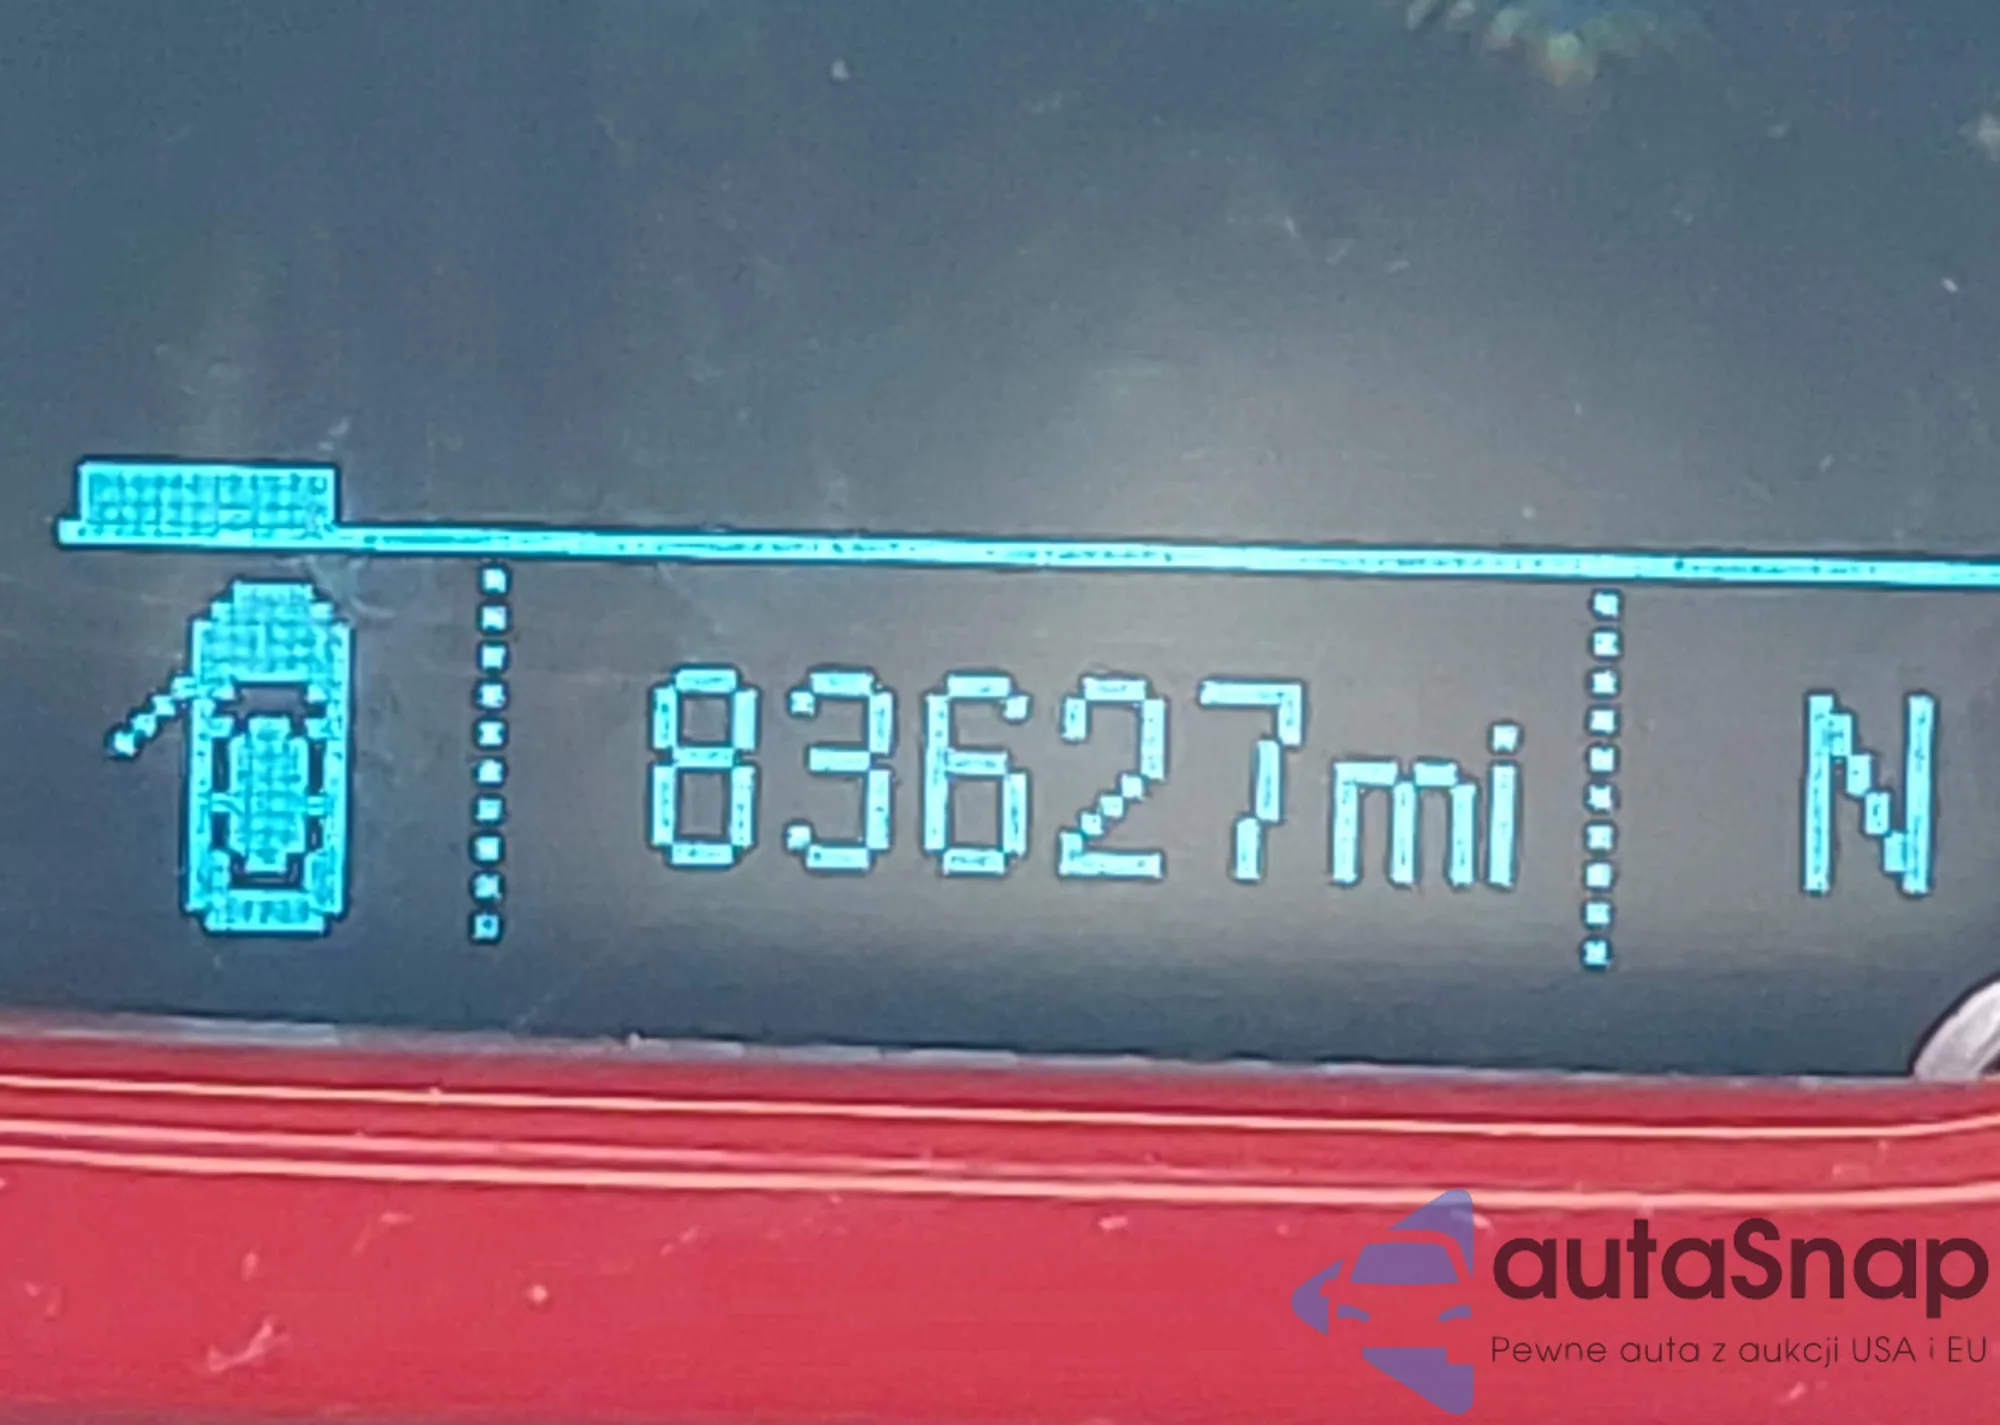 83627mi N
autaSnap
Pewne auta z aukcji USA i EU